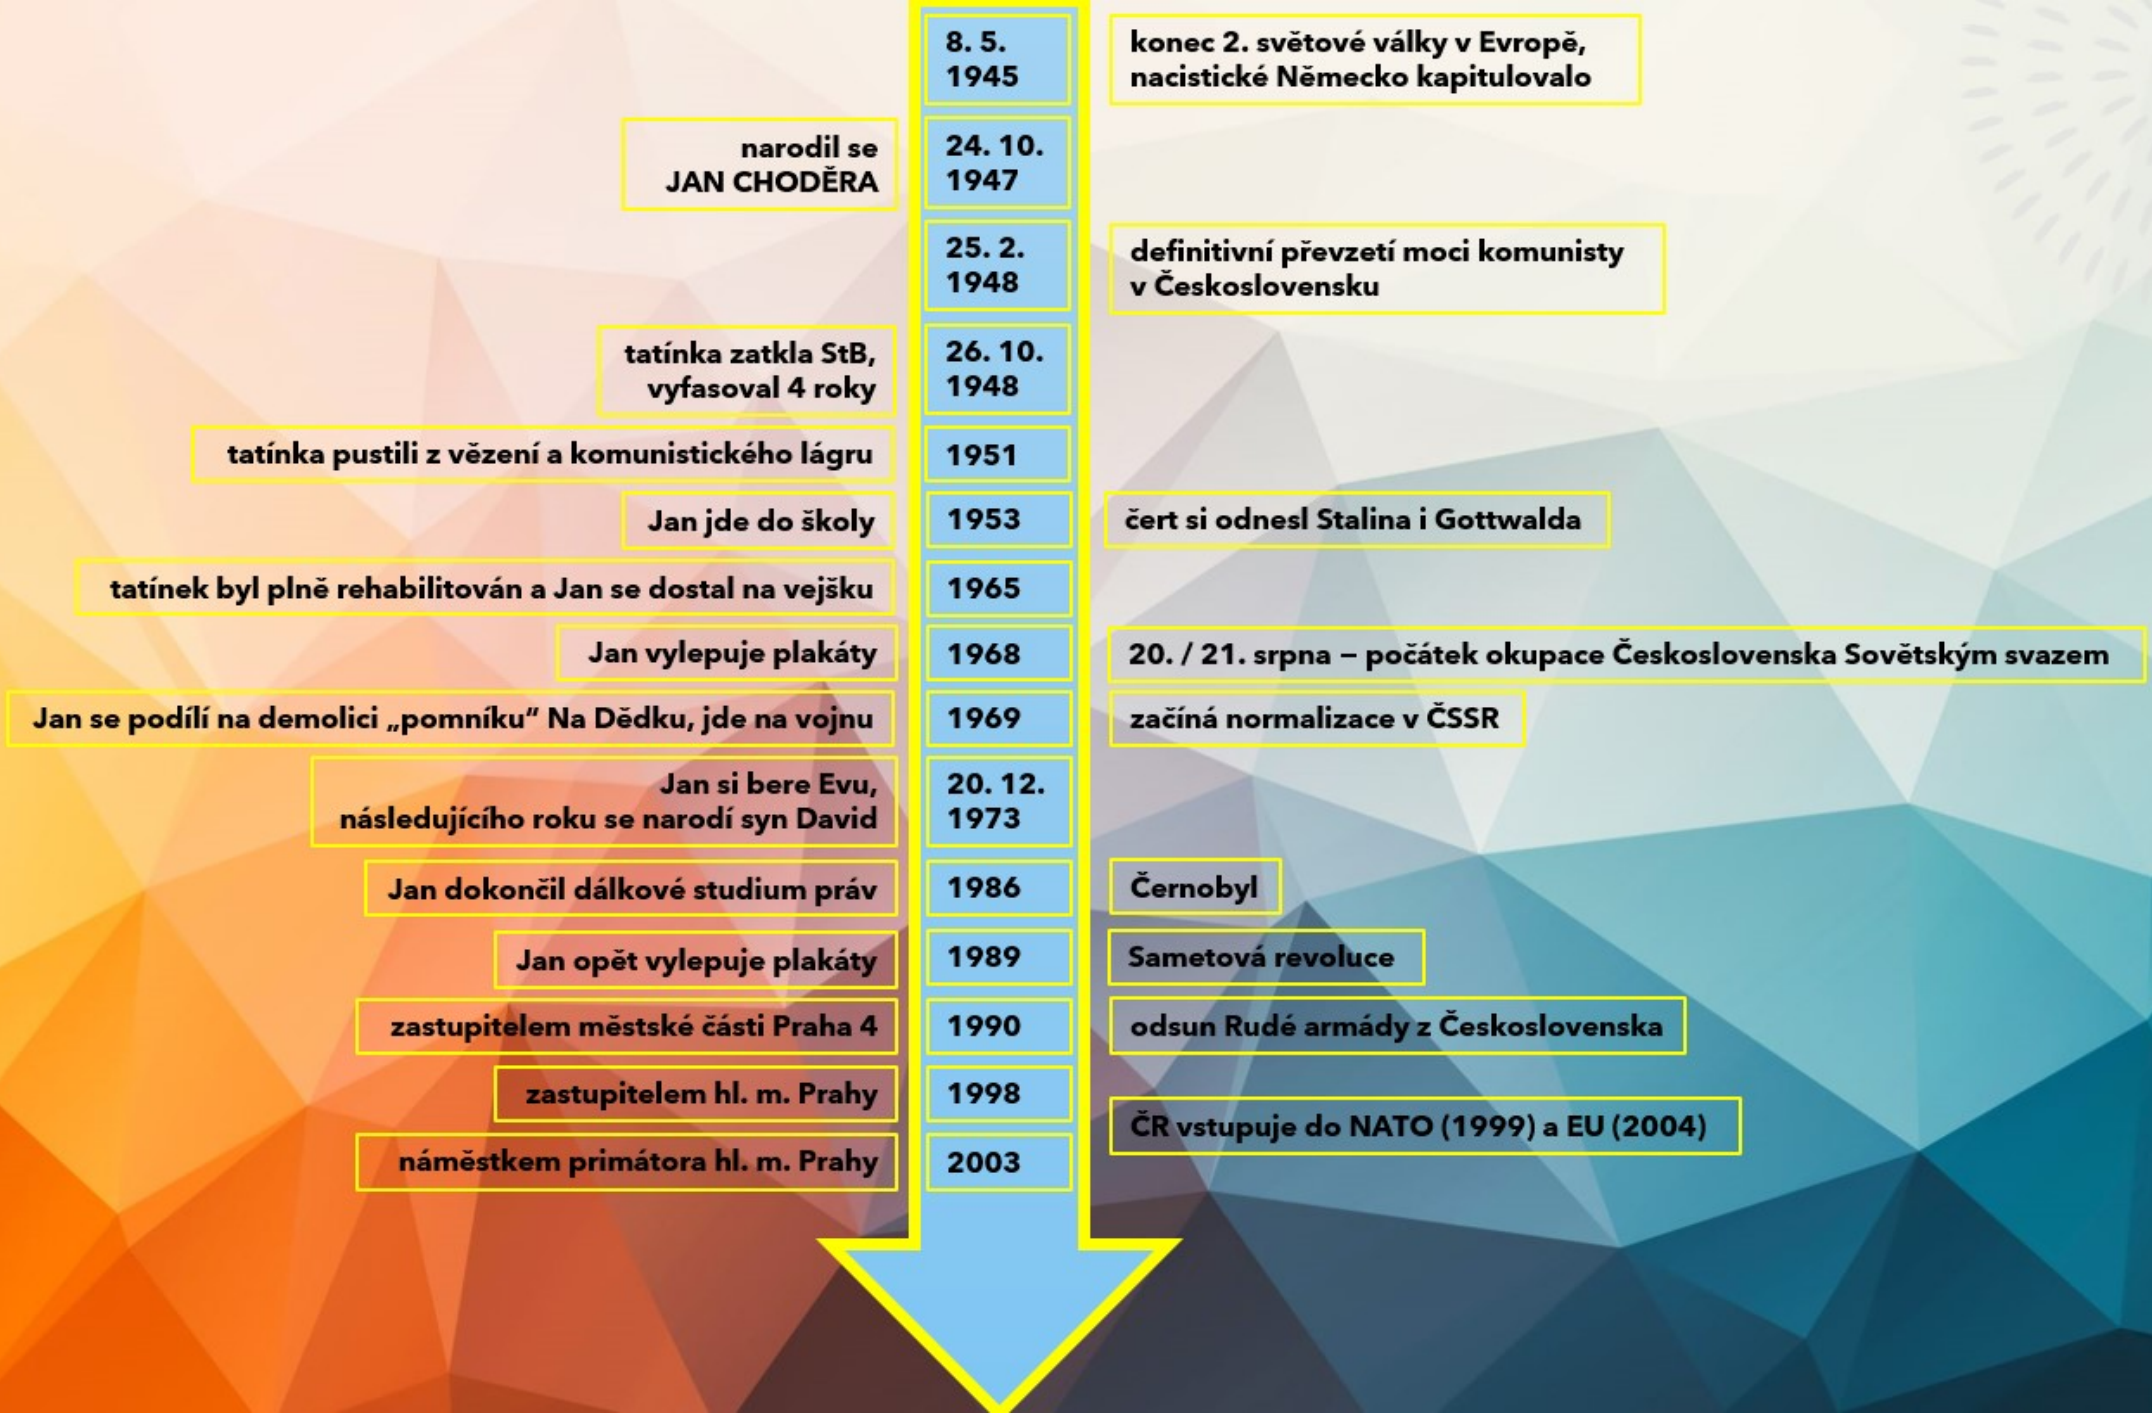 8. 5.
1945
konec 2. světové války v Evropě,
nacistické Německo kapitulovalo
narodil se
JAN CHODĚRA
24. 10.
1947
25. 2.
1948
definitivní převzetí moci komunisty
v Československu
tatínka zatkla StB,
vyfasoval 4 roky
26. 10.
1948
tatínka pustili z vězení a komunistického lágru
1951
Jan jde do školy
1953
čert si odnesl Stalina i Gottwalda
tatínek byl plně rehabilitován a Jan se dostal na vejšku
1965
Jan vylepuje plakáty
1968
20. / 21. srpna – počátek okupace Československa Sovětským svazem
Jan se podílí na demolici „pomníku” Na Dědku, jde na vojnu
1969
začíná normalizace v ČSSR
Jan si bere Evu,
následujícího roku se narodí syn David
20. 12.
1973
Jan dokončil dálkové studium práv
1986
Černobyl
Jan opět vylepuje plakáty
1989
Sametová revoluce
zastupitelem městské části Praha 4
1990
odsun Rudé armády z Československa
zastupitelem hl. m. Prahy
1998
ČR vstupuje do NATO (1999) a EU (2004)
náměstkem primátora hl. m. Prahy
2003